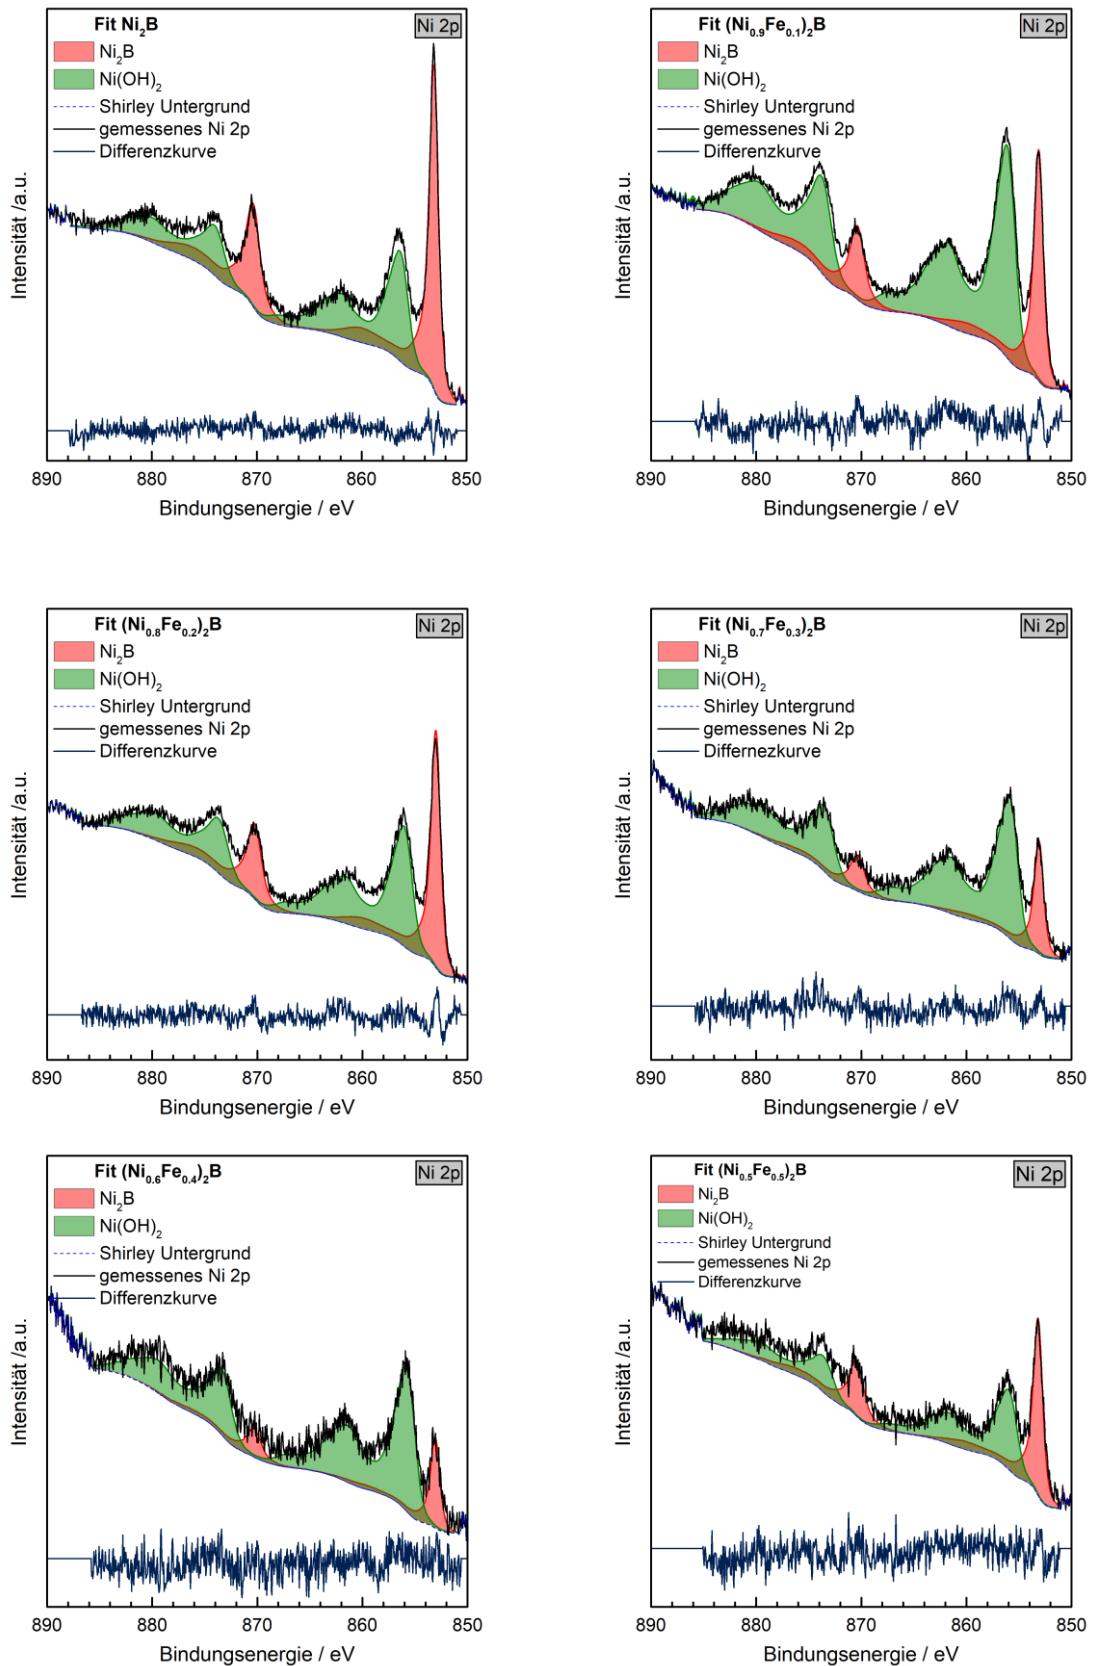 Fit Ni₂B
Ni 2p
Ni₂B
Ni(OH)₂
Shirley Untergrund
gemessenes Ni 2p
Differenzkurve
Intensität /a.u.
890 880 870 860 850
Bindungsenergie / eV
Fit (Ni₀.₉Fe₀.₁)₂B
Ni 2p
Ni₂B
Ni(OH)₂
Shirley Untergrund
gemessenes Ni 2p
Differenzkurve
Intensität /a.u.
890 880 870 860 850
Bindungsenergie / eV
Fit (Ni₀.₈Fe₀.₂)₂B
Ni 2p
Ni₂B
Ni(OH)₂
Shirley Untergrund
gemessenes Ni 2p
Differenzkurve
Intensität /a.u.
890 880 870 860 850
Bindungsenergie / eV
Fit (Ni₀.₇Fe₀.₃)₂B
Ni 2p
Ni₂B
Ni(OH)₂
Shirley Untergrund
gemessenes Ni 2p
Differnezkurve
Intensität /a.u.
890 880 870 860 850
Bindungsenergie / eV
Fit (Ni₀.₆Fe₀.₄)₂B
Ni 2p
Ni₂B
Ni(OH)₂
Shirley Untergrund
gemessenes Ni 2p
Differenzkurve
Intensität /a.u.
890 880 870 860 850
Bindungsenergie / eV
Fit (Ni₀.₅Fe₀.₅)₂B
Ni 2p
Ni₂B
Ni(OH)₂
Shirley Untergrund
gemessenes Ni 2p
Differenzkurve
Intensität /a.u.
890 880 870 860 850
Bindungsenergie / eV